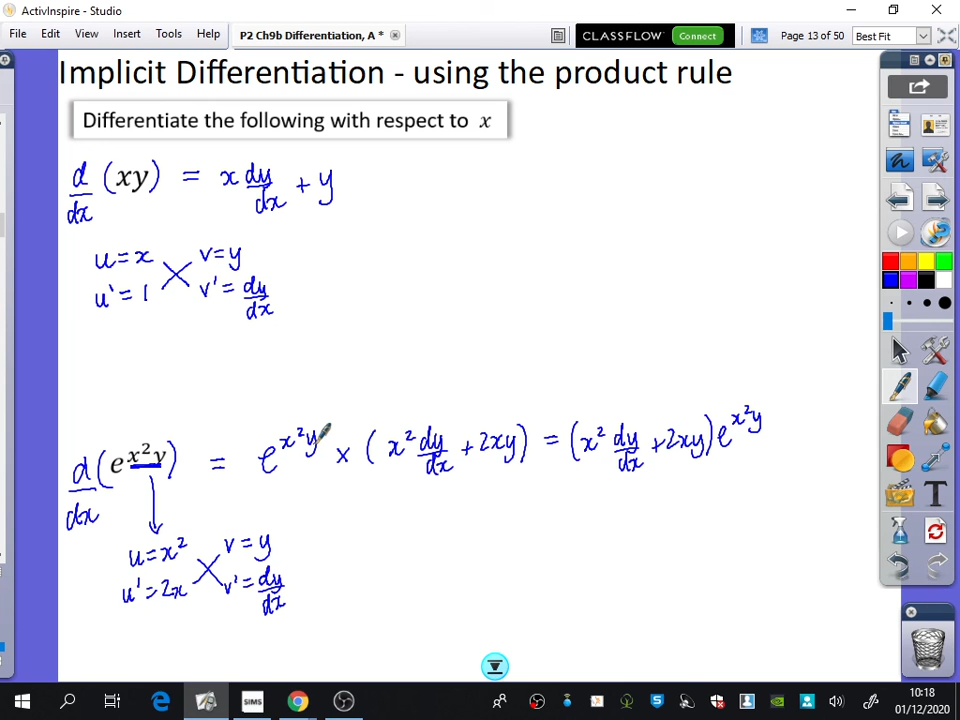 ActivInspire - Studio
File Edit View Insert Tools Help P2 Ch9b Differentiation, A * CLASSFLOW Connect Page 13 of 50 Best Fit
Implicit Differentiation - using the product rule
Differentiate the following with respect to x
d/dx (xy) = x dy/dx + y
u = x v = y
u' = 1 v' = dy/dx
d/dx (e^{x²y}) = e^{x²y} × (x² dy/dx + 2xy) = (x² dy/dx + 2xy) e^{x²y}
u = x² v = y
u' = 2x v' = dy/dx
SIMS
10:18
01/12/2020